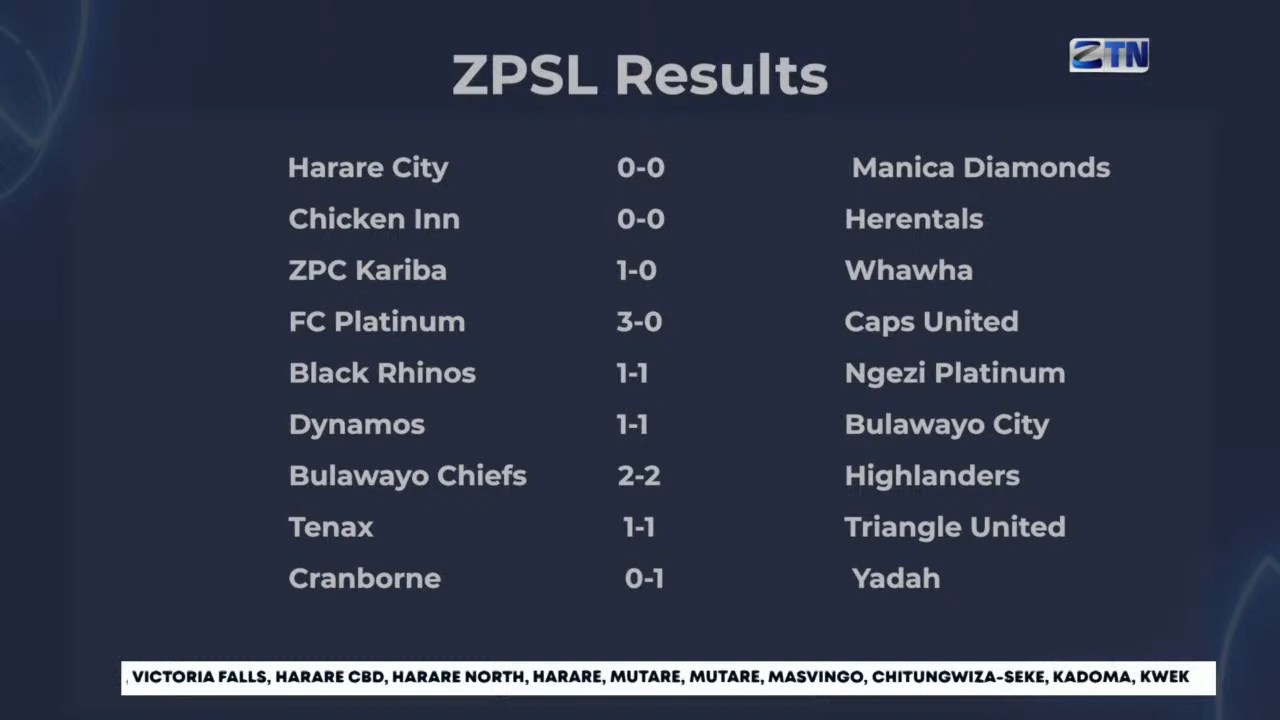 ZTN
ZPSL Results
Harare City 0-0 Manica Diamonds
Chicken Inn 0-0 Herentals
ZPC Kariba 1-0 Whawha
FC Platinum 3-0 Caps United
Black Rhinos 1-1 Ngezi Platinum
Dynamos 1-1 Bulawayo City
Bulawayo Chiefs 2-2 Highlanders
Tenax 1-1 Triangle United
Cranborne 0-1 Yadah
, VICTORIA FALLS, HARARE CBD, HARARE NORTH, HARARE, MUTARE, MUTARE, MASVINGO, CHITUNGWIZA-SEKE, KADOMA, KWEK